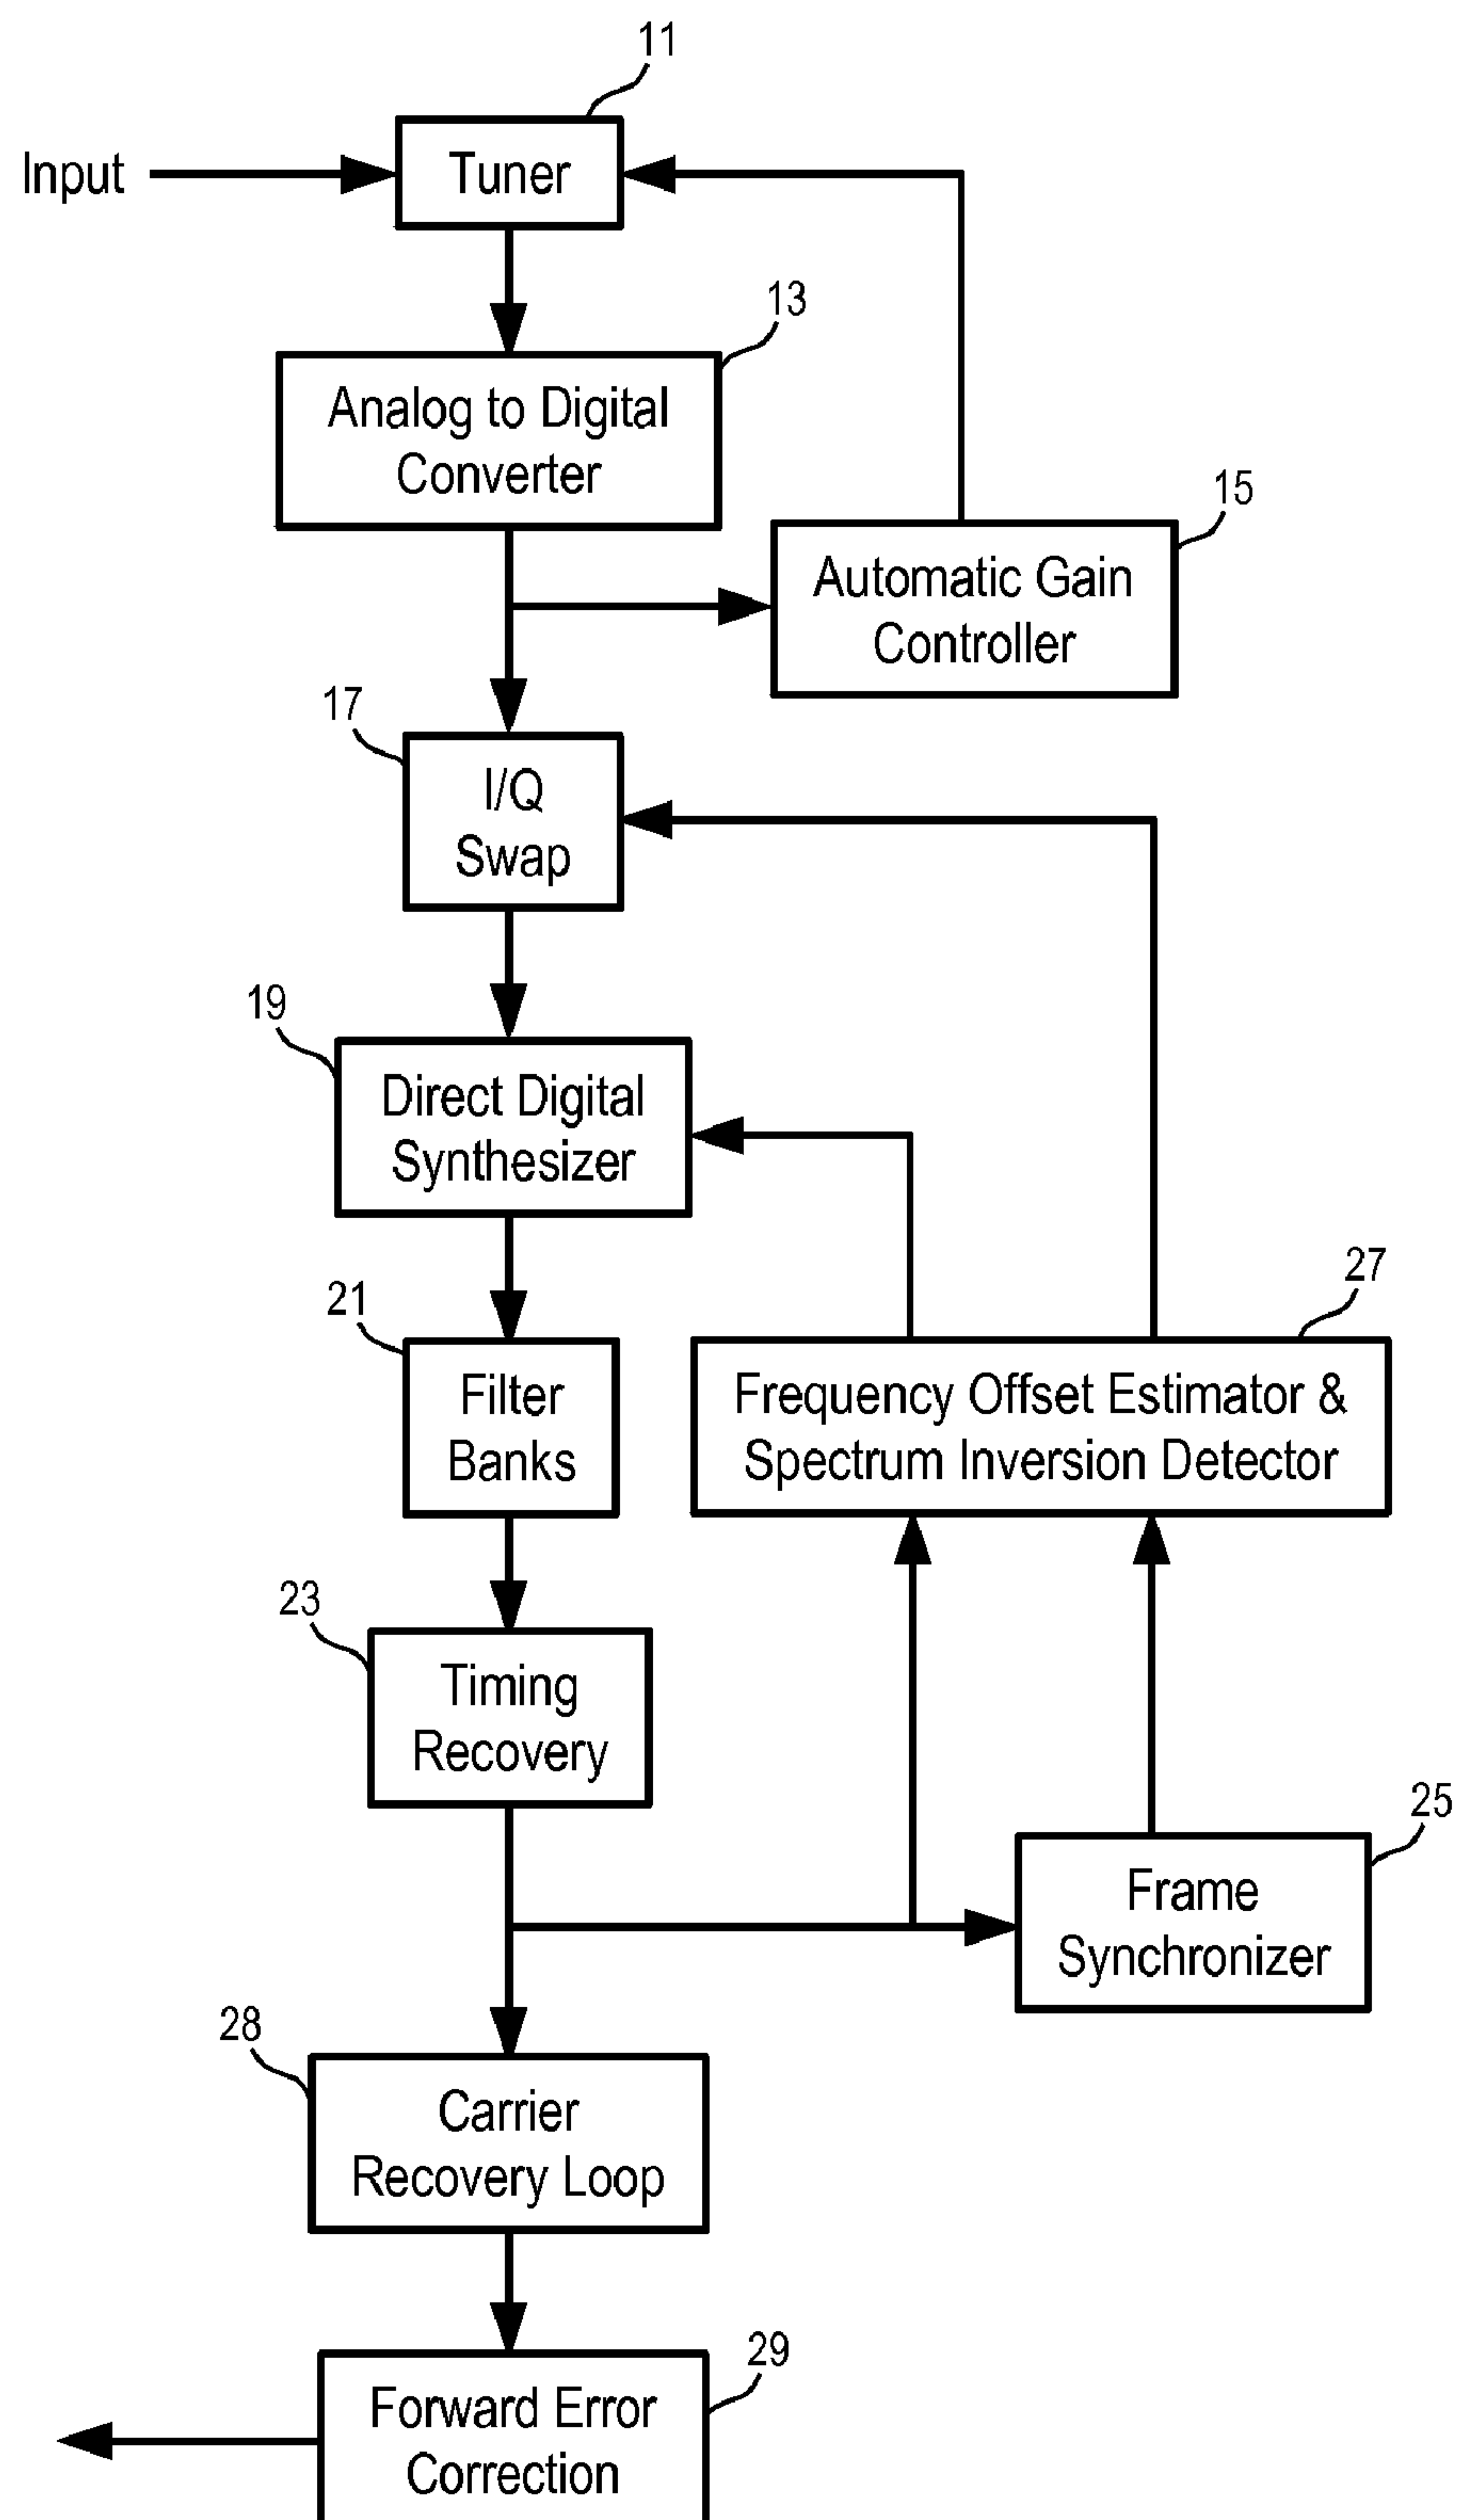 11
Input
Tuner
13
Analog to Digital
Converter
15
Automatic Gain
Controller
17
I/Q
Swap
19
Direct Digital
Synthesizer
27
21
Filter
Banks
Frequency Offset Estimator &
Spectrum Inversion Detector
23
Timing
Recovery
25
Frame
Synchronizer
28
Carrier
Recovery Loop
29
Forward Error
Correction